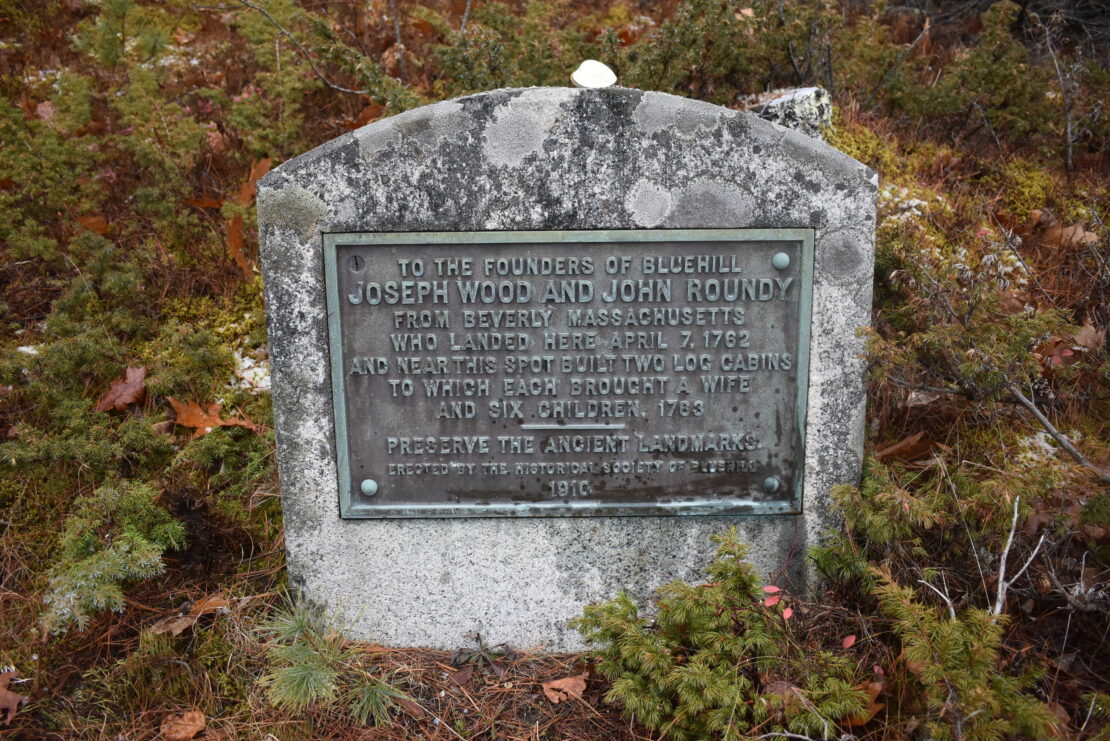 TO THE FOUNDERS OF BLUEHILL
JOSEPH WOOD AND JOHN ROUNDY
FROM BEVERLY MASSACHUSETTS
WHO LANDED HERE APRIL 7, 1762
AND NEAR THIS SPOT BUILT TWO LOG CABINS
TO WHICH EACH BROUGHT A WIFE
AND SIX CHILDREN, 1763
PRESERVE THE ANCIENT LANDMARKS.
ERECTED BY THE HISTORICAL SOCIETY OF BLUEHILL
1910